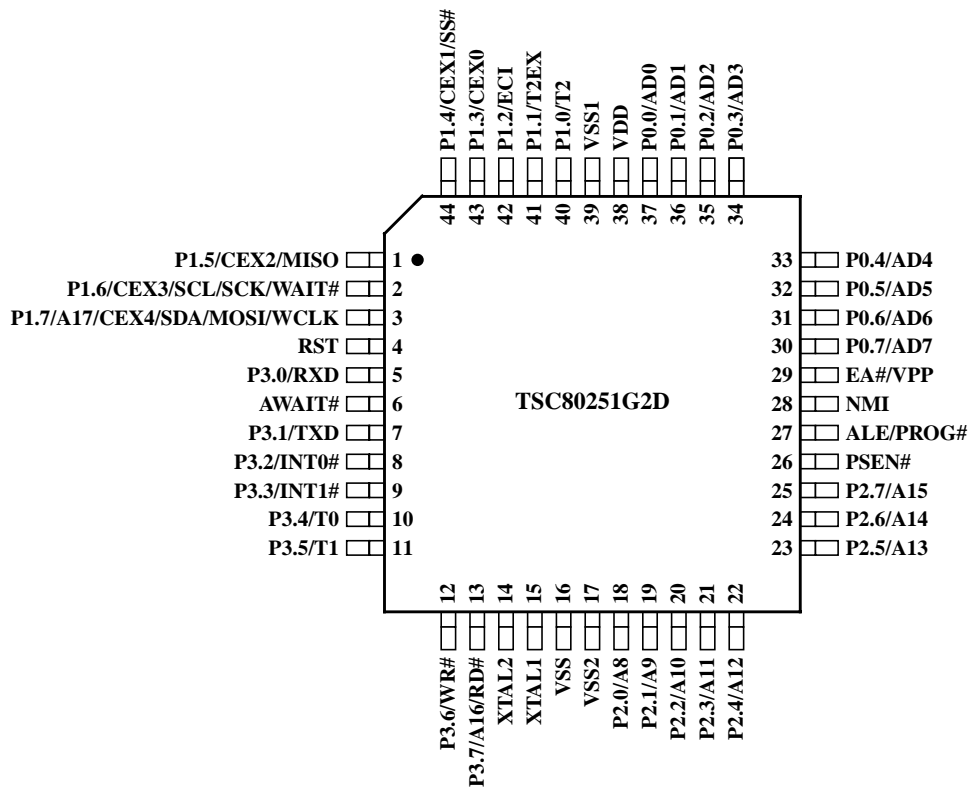 P1.4/CEX1/SS#
P1.3/CEX0
P1.2/ECI
P1.1/T2EX
P1.0/T2
VSS1
VDD
P0.0/AD0
P0.1/AD1
P0.2/AD2
P0.3/AD3
44 43 42 41 40 39 38 37 36 35 34
P1.5/CEX2/MISO 1
P1.6/CEX3/SCL/SCK/WAIT# 2
P1.7/A17/CEX4/SDA/MOSI/WCLK 3
RST 4
P3.0/RXD 5
AWAIT# 6
P3.1/TXD 7
P3.2/INT0# 8
P3.3/INT1# 9
P3.4/T0 10
P3.5/T1 11
TSC80251G2D
33 P0.4/AD4
32 P0.5/AD5
31 P0.6/AD6
30 P0.7/AD7
29 EA#/VPP
28 NMI
27 ALE/PROG#
26 PSEN#
25 P2.7/A15
24 P2.6/A14
23 P2.5/A13
12 13 14 15 16 17 18 19 20 21 22
P3.6/WR#
P3.7/A16/RD#
XTAL2
XTAL1
VSS
VSS2
P2.0/A8
P2.1/A9
P2.2/A10
P2.3/A11
P2.4/A12